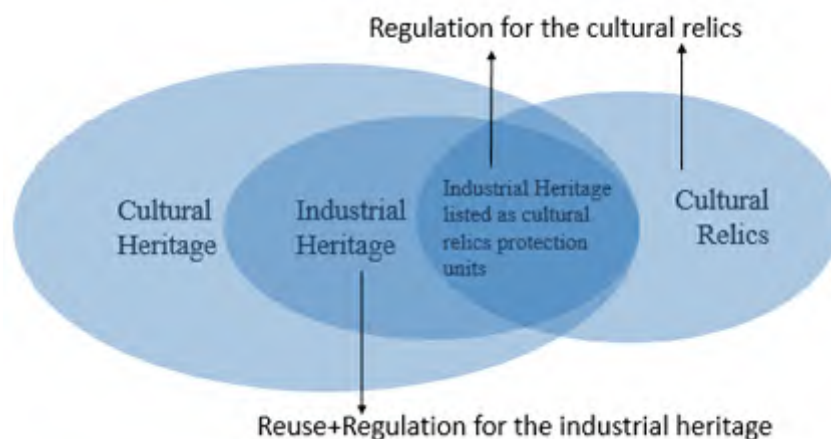 Regulation for the cultural relics
Cultural
Heritage
Industrial
Heritage
Industrial Heritage
listed as cultural
relics protection
units
Cultural
Relics
Reuse+Regulation for the industrial heritage